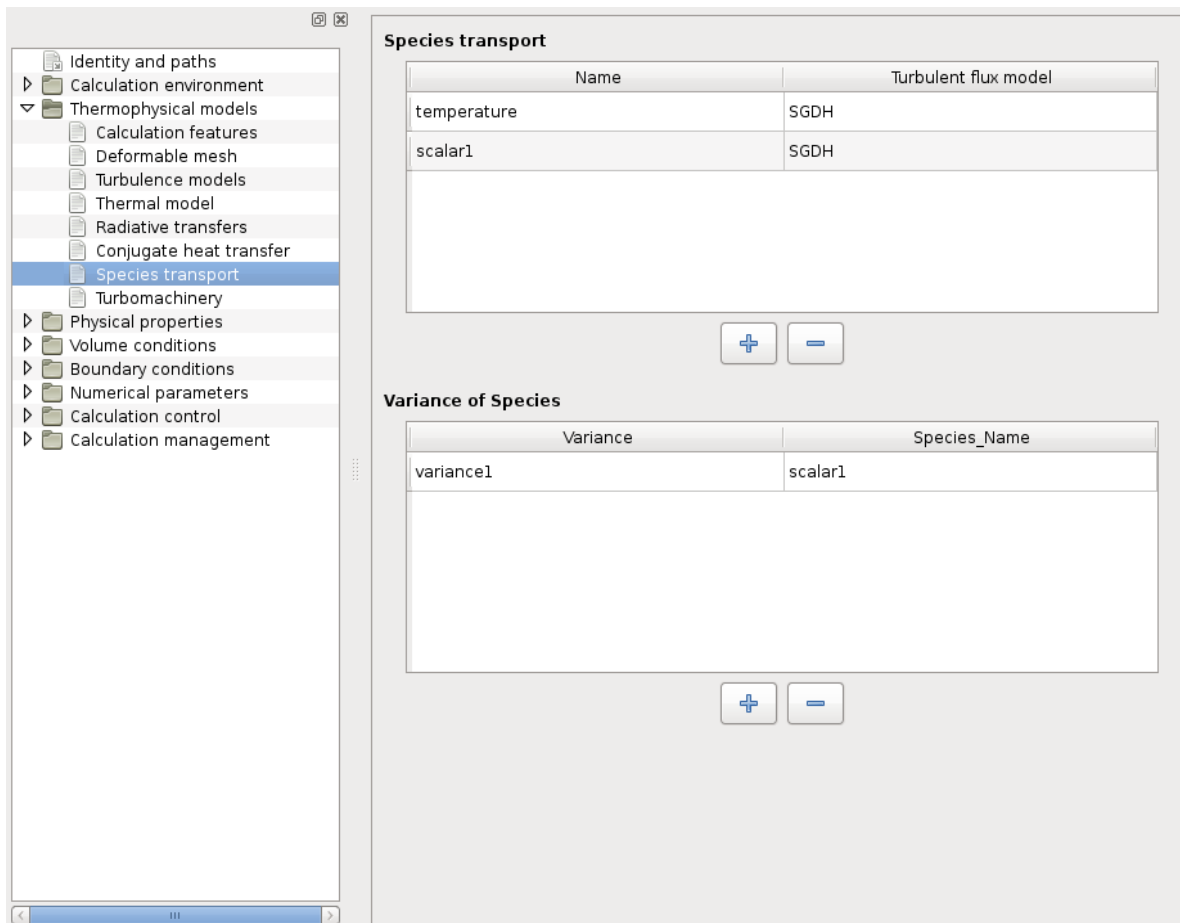 Identity and paths
Calculation environment
Thermophysical models
Calculation features
Deformable mesh
Turbulence models
Thermal model
Radiative transfers
Conjugate heat transfer
Species transport
Turbomachinery
Physical properties
Volume conditions
Boundary conditions
Numerical parameters
Calculation control
Calculation management
Species transport
Name Turbulent flux model
temperature SGDH
scalar1 SGDH
Variance of Species
Variance Species_Name
variance1 scalar1